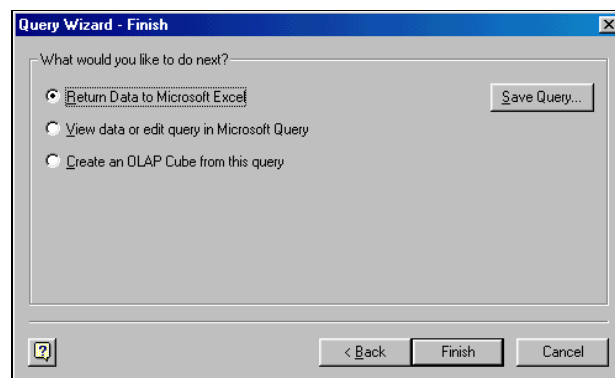 Query Wizard - Finish
What would you like to do next?
Return Data to Microsoft Excel
Save Query...
View data or edit query in Microsoft Query
Create an OLAP Cube from this query
< Back
Finish
Cancel